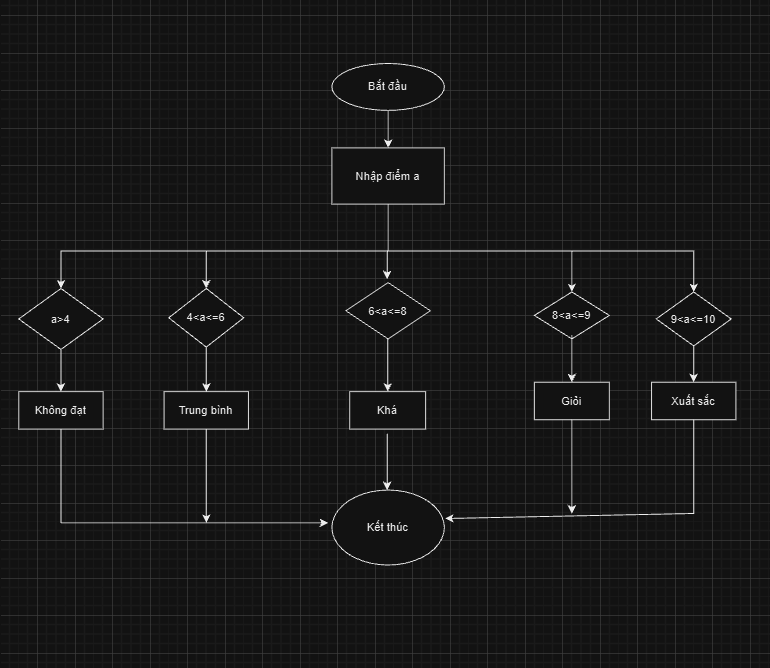 Bắt đầu
Nhập điểm a
a>4
4<a<=6
6<a<=8
8<a<=9
9<a<=10
Không đạt
Trung bình
Khá
Giỏi
Xuất sắc
Kết thúc